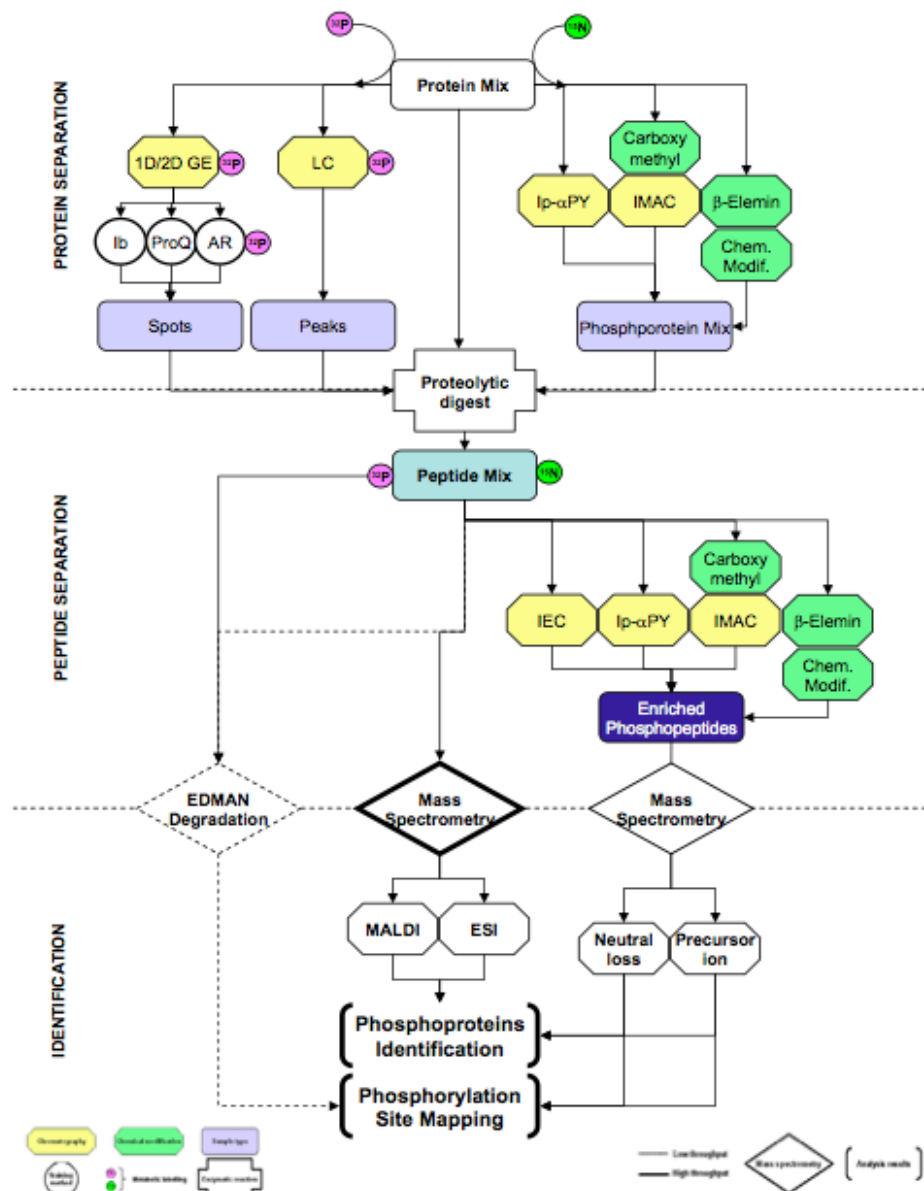 32P
15N
Protein Mix
PROTEIN SEPARATION
1D/2D GE
32P
LC
32P
Carboxy
methyl
Ip-αPY
IMAC
β-Elemin
Ib
ProQ
AR
32P
Chem.
Modif.
Spots
Peaks
Phosphporotein Mix
Proteolytic
digest
32P
Peptide Mix
15N
PEPTIDE SEPARATION
Carboxy
methyl
IEC
Ip-αPY
IMAC
β-Elemin
Chem.
Modif.
Enriched
Phosphopeptides
EDMAN
Degradation
Mass
Spectrometry
Mass
Spectrometry
IDENTIFICATION
MALDI
ESI
Neutral
loss
Precursor
ion
Phosphoproteins
Identification
Phosphorylation
Site Mapping
Chromatography
Chemical modification
Sample type
Staining
method
Metabolic labelling
Enzymatic reaction
Low throughput
High throughput
Mass spectrometry
Analysis results